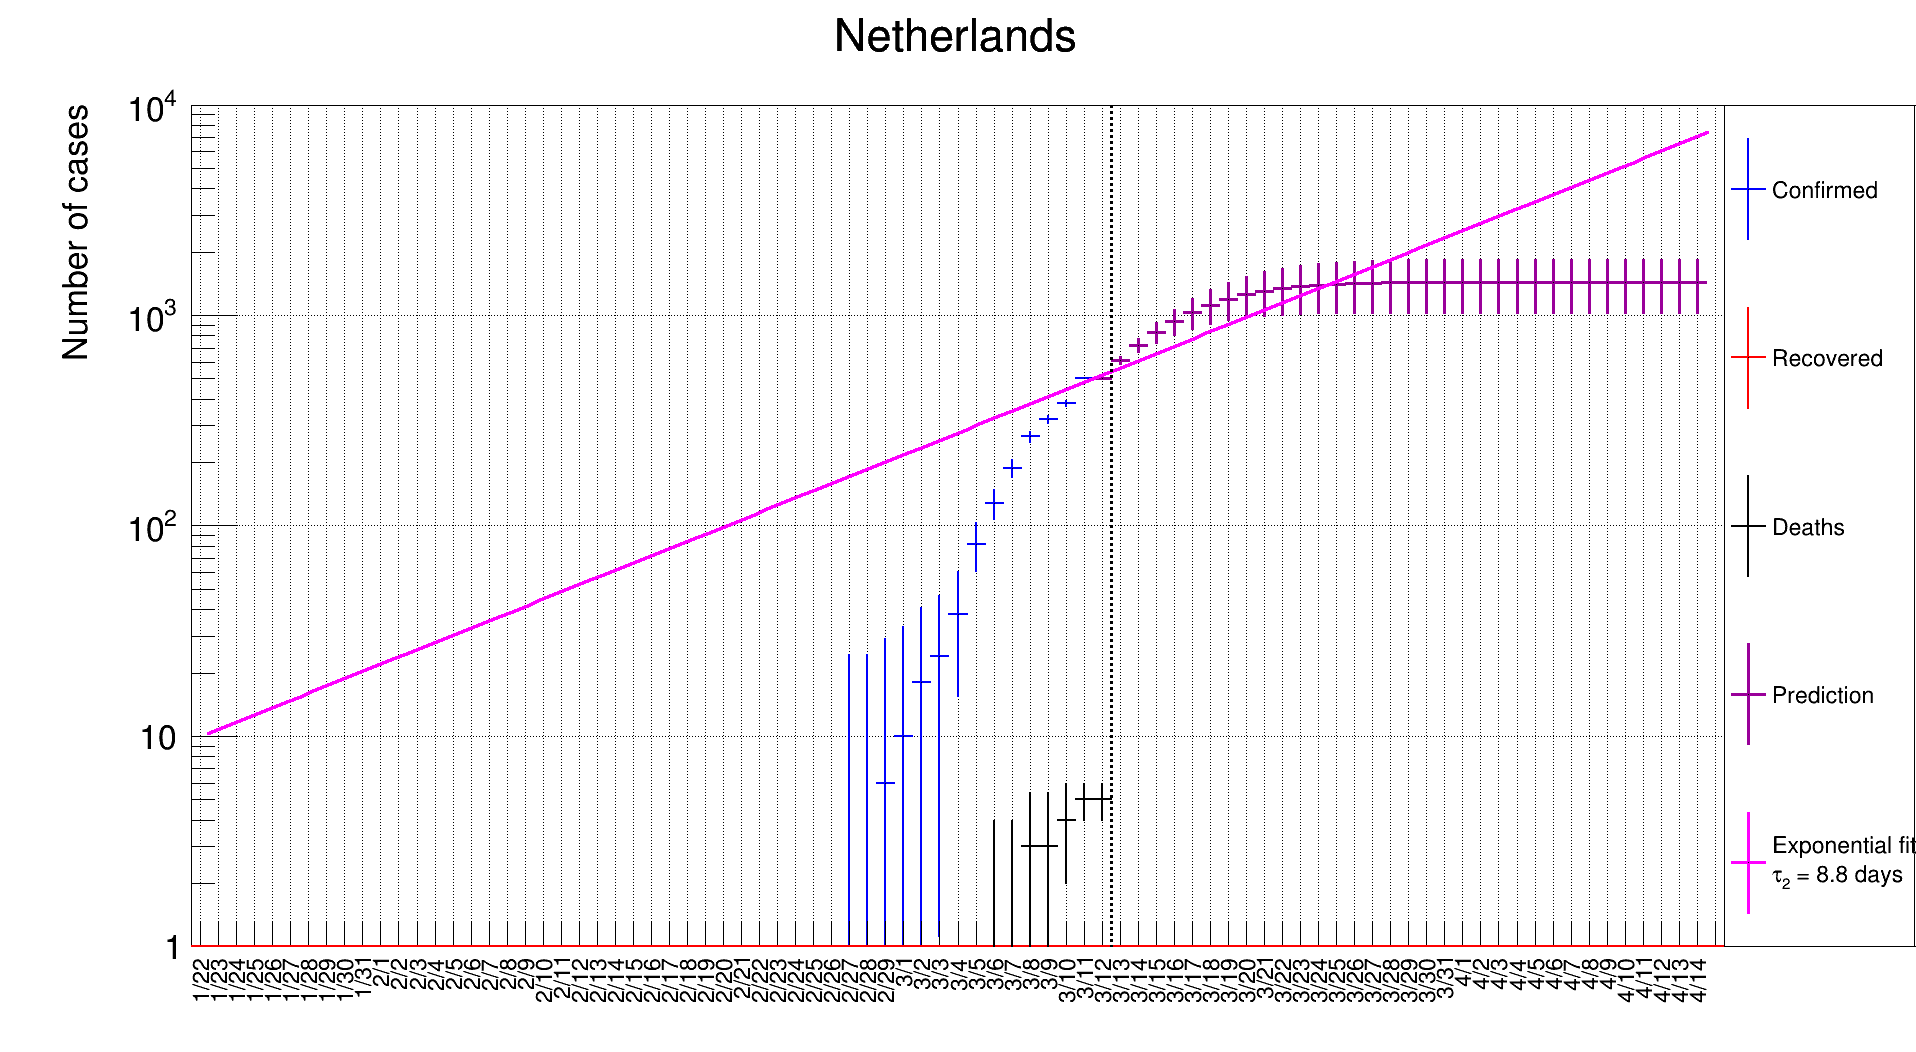 Netherlands
Number of cases
10^4
10^3
10^2
10
1
1/22 1/23 1/24 1/25 1/26 1/27 1/28 1/29 1/30 1/31 2/1 2/2 2/3 2/4 2/5 2/6 2/7 2/8 2/9 2/10 2/11 2/12 2/13 2/14 2/15 2/16 2/17 2/18 2/19 2/20 2/21 2/22 2/23 2/24 2/25 2/26 2/27 2/28 2/29 3/1 3/2 3/3 3/4 3/5 3/6 3/7 3/8 3/9 3/10 3/11 3/12 3/13 3/14 3/15 3/16 3/17 3/18 3/19 3/20 3/21 3/22 3/23 3/24 3/25 3/26 3/27 3/28 3/29 3/30 3/31 4/1 4/2 4/3 4/4 4/5 4/6 4/7 4/8 4/9 4/10 4/11 4/12 4/13 4/14
Confirmed
Recovered
Deaths
Prediction
Exponential fit
τ₂ = 8.8 days